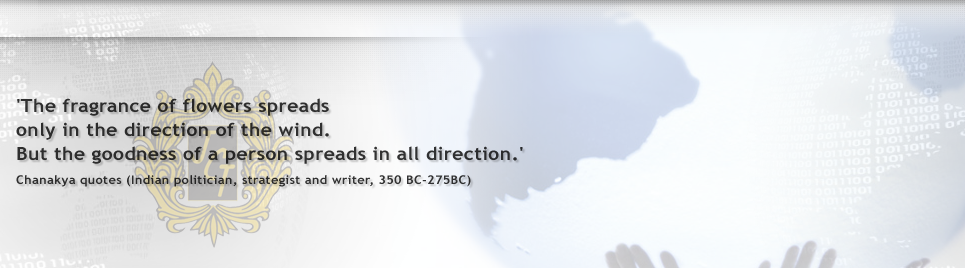 'The fragrance of flowers spreads
only in the direction of the wind.
But the goodness of a person spreads in all direction.'
Chanakya quotes (Indian politician, strategist and writer, 350 BC-275BC)